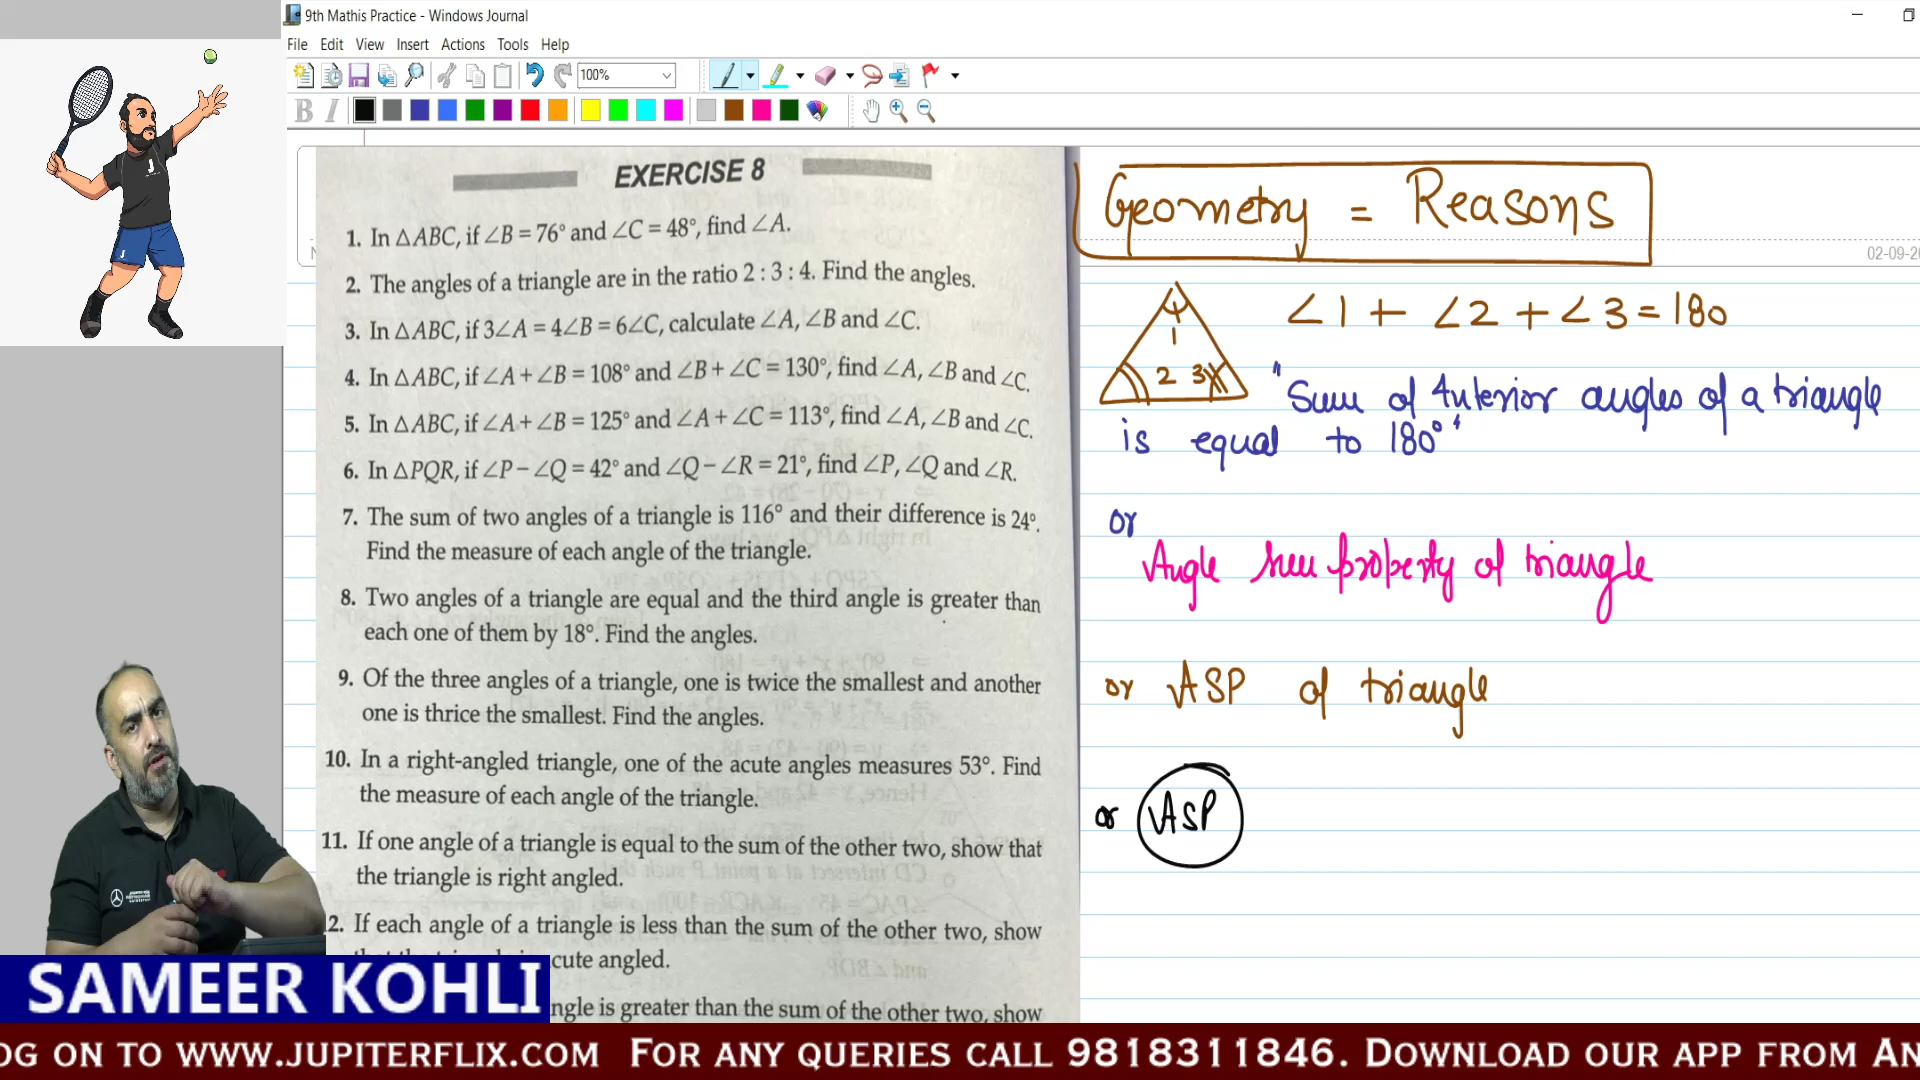 9th Mathis Practice - Windows Journal
File Edit View Insert Actions Tools Help
100%
B I
EXERCISE 8
1. In △ABC, if ∠B = 76° and ∠C = 48°, find ∠A.
2. The angles of a triangle are in the ratio 2 : 3 : 4. Find the angles.
3. In △ABC, if 3∠A = 4∠B = 6∠C, calculate ∠A, ∠B and ∠C.
4. In △ABC, if ∠A + ∠B = 108° and ∠B + ∠C = 130°, find ∠A, ∠B and ∠C.
5. In △ABC, if ∠A + ∠B = 125° and ∠A + ∠C = 113°, find ∠A, ∠B and ∠C.
6. In △PQR, if ∠P − ∠Q = 42° and ∠Q − ∠R = 21°, find ∠P, ∠Q and ∠R.
7. The sum of two angles of a triangle is 116° and their difference is 24°.
Find the measure of each angle of the triangle.
8. Two angles of a triangle are equal and the third angle is greater than
each one of them by 18°. Find the angles.
9. Of the three angles of a triangle, one is twice the smallest and another
one is thrice the smallest. Find the angles.
10. In a right-angled triangle, one of the acute angles measures 53°. Find
the measure of each angle of the triangle.
11. If one angle of a triangle is equal to the sum of the other two, show that
the triangle is right angled.
2. If each angle of a triangle is less than the sum of the other two, show
cute angled.
ngle is greater than the sum of the other two, show
Geometry = Reasons
02-09-20
1
2 3
∠1 + ∠2 + ∠3 = 180
"Sum of Interior angles of a triangle
is equal to 180°"
or
Angle sum property of triangle
or ASP of triangle
or ASP
SAMEER KOHLI
OG ON TO WWW.JUPITERFLIX.COM FOR ANY QUERIES CALL 9818311846. DOWNLOAD OUR APP FROM AN